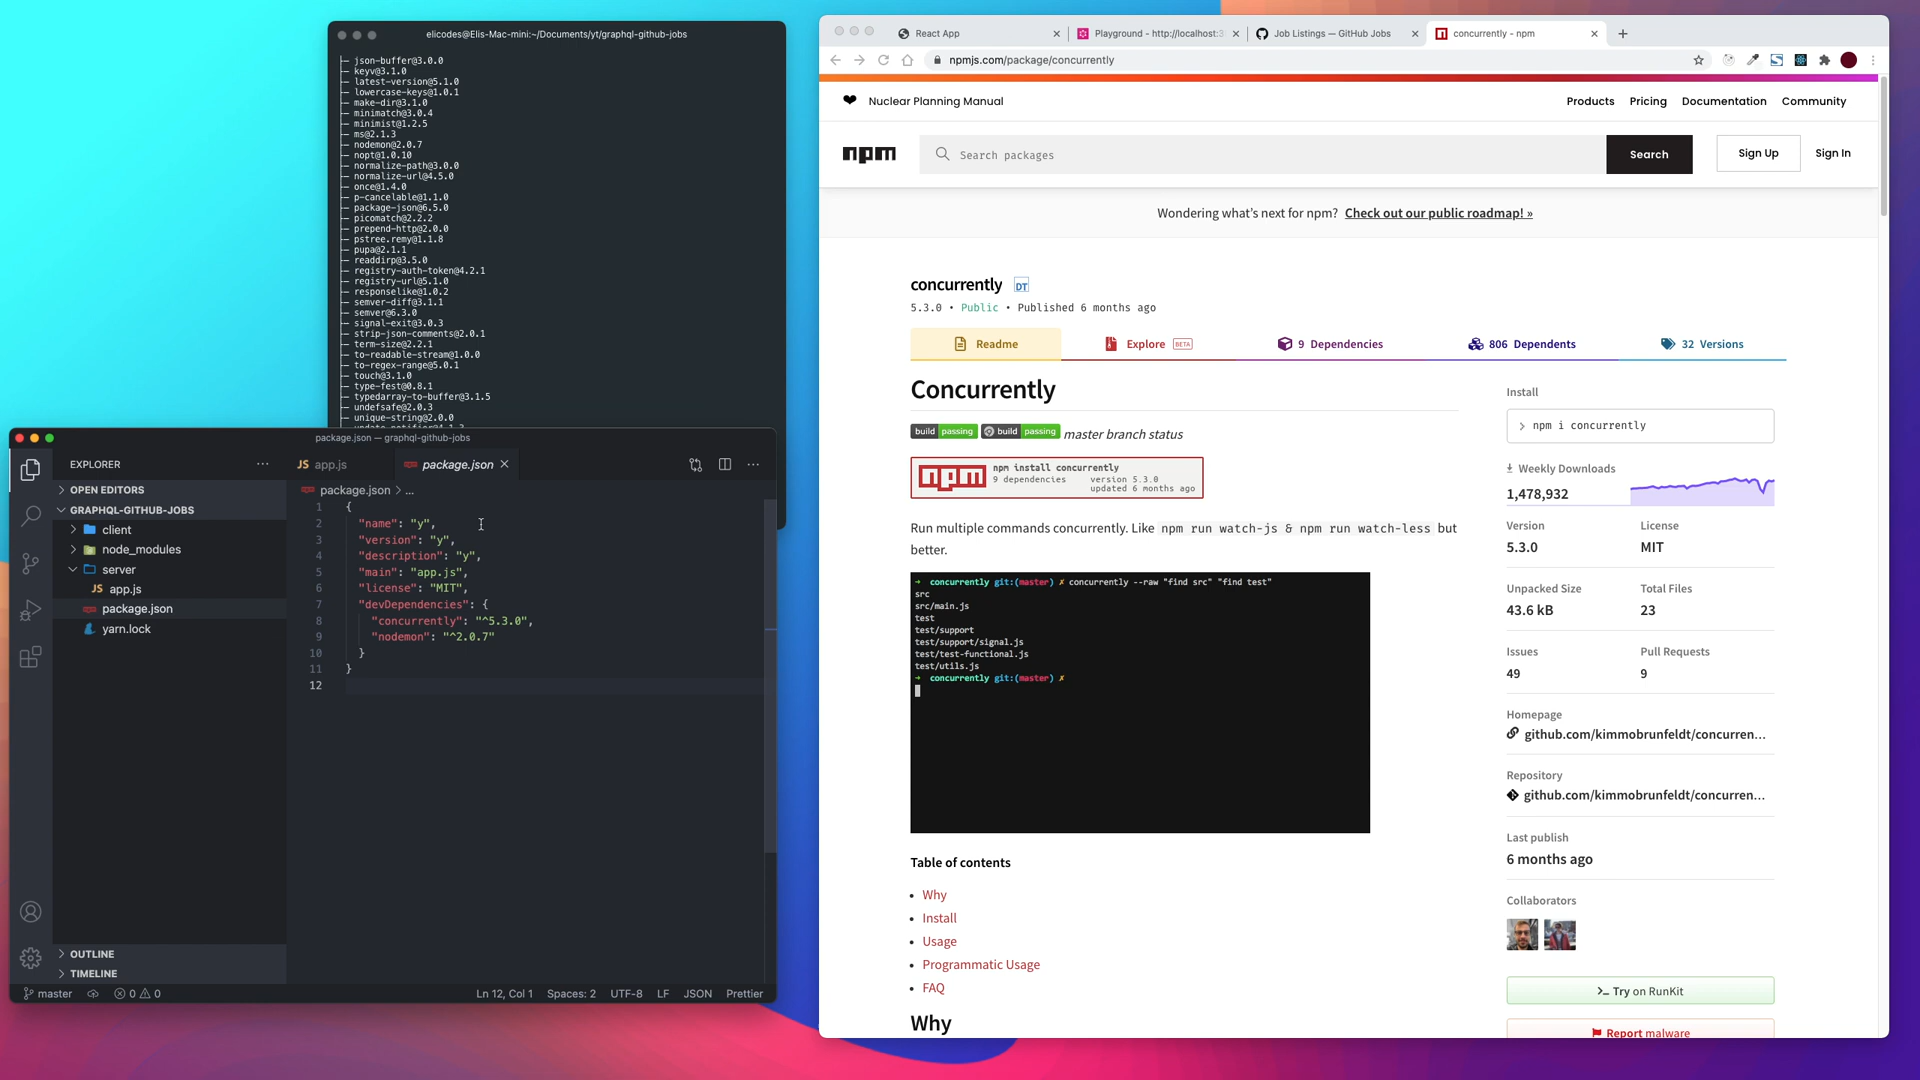 elicodes@Elis-Mac-mini:~/Documents/yt/graphql-github-jobs
├─ json-buffer@3.0.0
├─ keyv@3.1.0
├─ latest-version@5.1.0
├─ lowercase-keys@1.0.1
├─ make-dir@3.1.0
├─ minimatch@3.0.4
├─ minimist@1.2.5
├─ ms@2.1.3
├─ nodemon@2.0.7
├─ nopt@1.0.10
├─ normalize-path@3.0.0
├─ normalize-url@4.5.0
├─ once@1.4.0
├─ p-cancelable@1.1.0
├─ package-json@6.5.0
├─ picomatch@2.2.2
├─ prepend-http@2.0.0
├─ pstree.remy@1.1.8
├─ pupa@2.1.1
├─ readdirp@3.5.0
├─ registry-auth-token@4.2.1
├─ registry-url@5.1.0
├─ responselike@1.0.2
├─ semver-diff@3.1.1
├─ semver@6.3.0
├─ signal-exit@3.0.3
├─ strip-json-comments@2.0.1
├─ term-size@2.2.1
├─ to-readable-stream@1.0.0
├─ to-regex-range@5.0.1
├─ touch@3.1.0
├─ type-fest@0.8.1
├─ typedarray-to-buffer@3.1.5
├─ undefsafe@2.0.3
├─ unique-string@2.0.0
package.json — graphql-github-jobs
EXPLORER
OPEN EDITORS
GRAPHQL-GITHUB-JOBS
client
node_modules
server
JS app.js
package.json
yarn.lock
OUTLINE
TIMELINE
JS app.js
package.json
package.json > ...
1 {
2 "name": "y",
3 "version": "y",
4 "description": "y",
5 "main": "app.js",
6 "license": "MIT",
7 "devDependencies": {
8 "concurrently": "^5.3.0",
9 "nodemon": "^2.0.7"
10 }
11 }
12
master 0 0 Ln 12, Col 1 Spaces: 2 UTF-8 LF JSON Prettier
React App
Playground - http://localhost:3
Job Listings — GitHub Jobs
concurrently - npm
npmjs.com/package/concurrently
❤ Nuclear Planning Manual
Products Pricing Documentation Community
npm
Search packages
Search
Sign Up
Sign In
Wondering what's next for npm? Check out our public roadmap! »
concurrently DT
5.3.0 • Public • Published 6 months ago
Readme
Explore BETA
9 Dependencies
806 Dependents
32 Versions
Concurrently
build passing build passing master branch status
npm npm install concurrently
9 dependencies version 5.3.0
updated 6 months ago
Run multiple commands concurrently. Like npm run watch-js & npm run watch-less but
better.
→ concurrently git:(master) ✗ concurrently --raw "find src" "find test"
src
src/main.js
test
test/support
test/support/signal.js
test/test-functional.js
test/utils.js
→ concurrently git:(master) ✗
Table of contents
• Why
• Install
• Usage
• Programmatic Usage
• FAQ
Why
Install
> npm i concurrently
Weekly Downloads
1,478,932
Version
5.3.0
License
MIT
Unpacked Size
43.6 kB
Total Files
23
Issues
49
Pull Requests
9
Homepage
github.com/kimmobrunfeldt/concurren...
Repository
github.com/kimmobrunfeldt/concurren...
Last publish
6 months ago
Collaborators
>_ Try on RunKit
Report malware